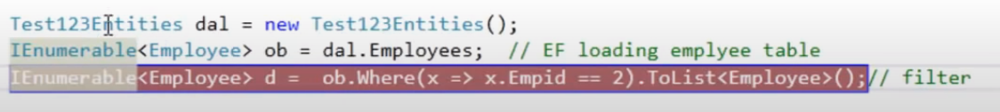 Test123Entities dal = new Test123Entities();
IEnumerable<Employee> ob = dal.Employees;  // EF loading emplyee table
IEnumerable<Employee> d =  ob.Where(x => x.Empid == 2).ToList<Employee>();// filter